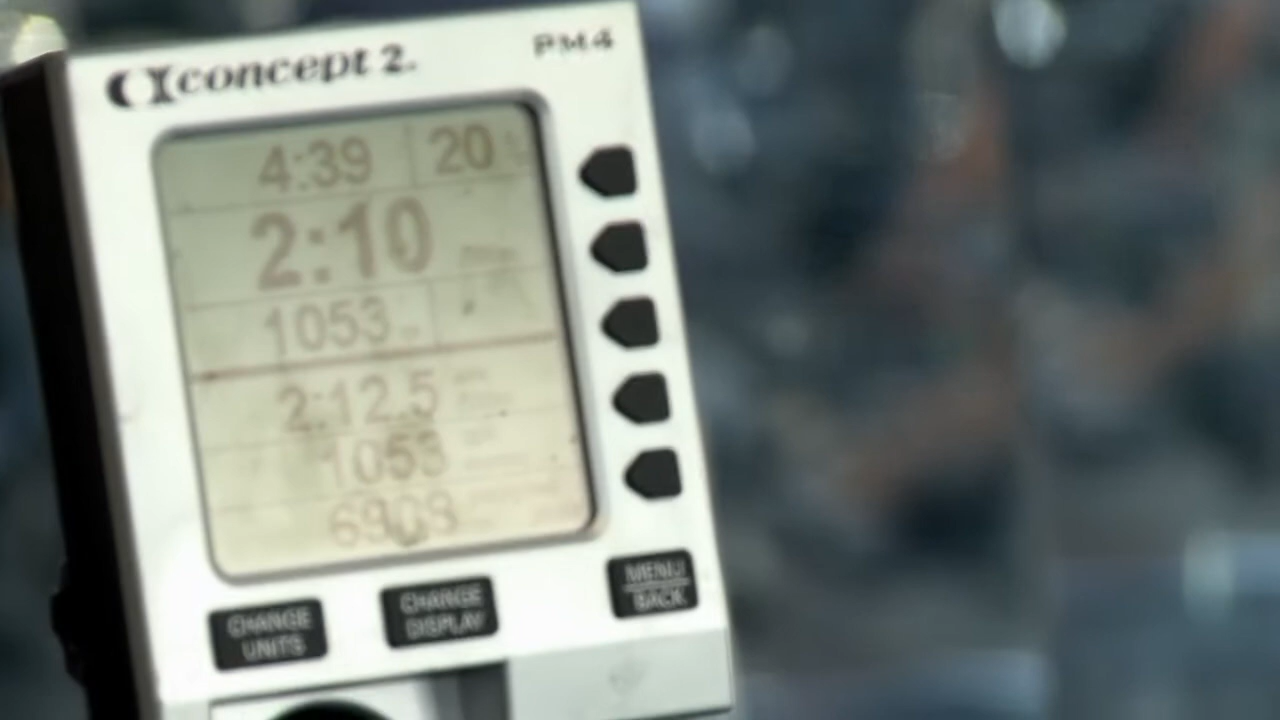 concept 2.
PM4
4:39 20
2:10
1053
2:12.5
1053
6908
CHANGE UNITS
CHANGE DISPLAY
MENU BACK